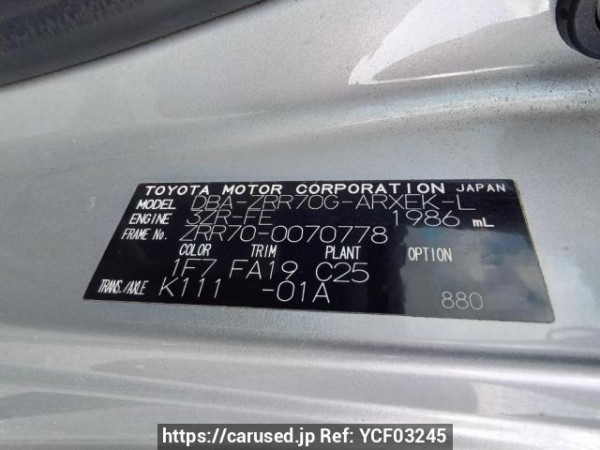 TOYOTA MOTOR CORPORATION JAPAN
MODEL DBA-ZRR70G-ARXEK-L
ENGINE 3ZR-FE 1986 mL
FRAME No. ZRR70-0070778
COLOR TRIM PLANT OPTION
1F7 FA19 C25
TRANS./AXLE K111 -01A 880
https://carused.jp Ref: YCF03245